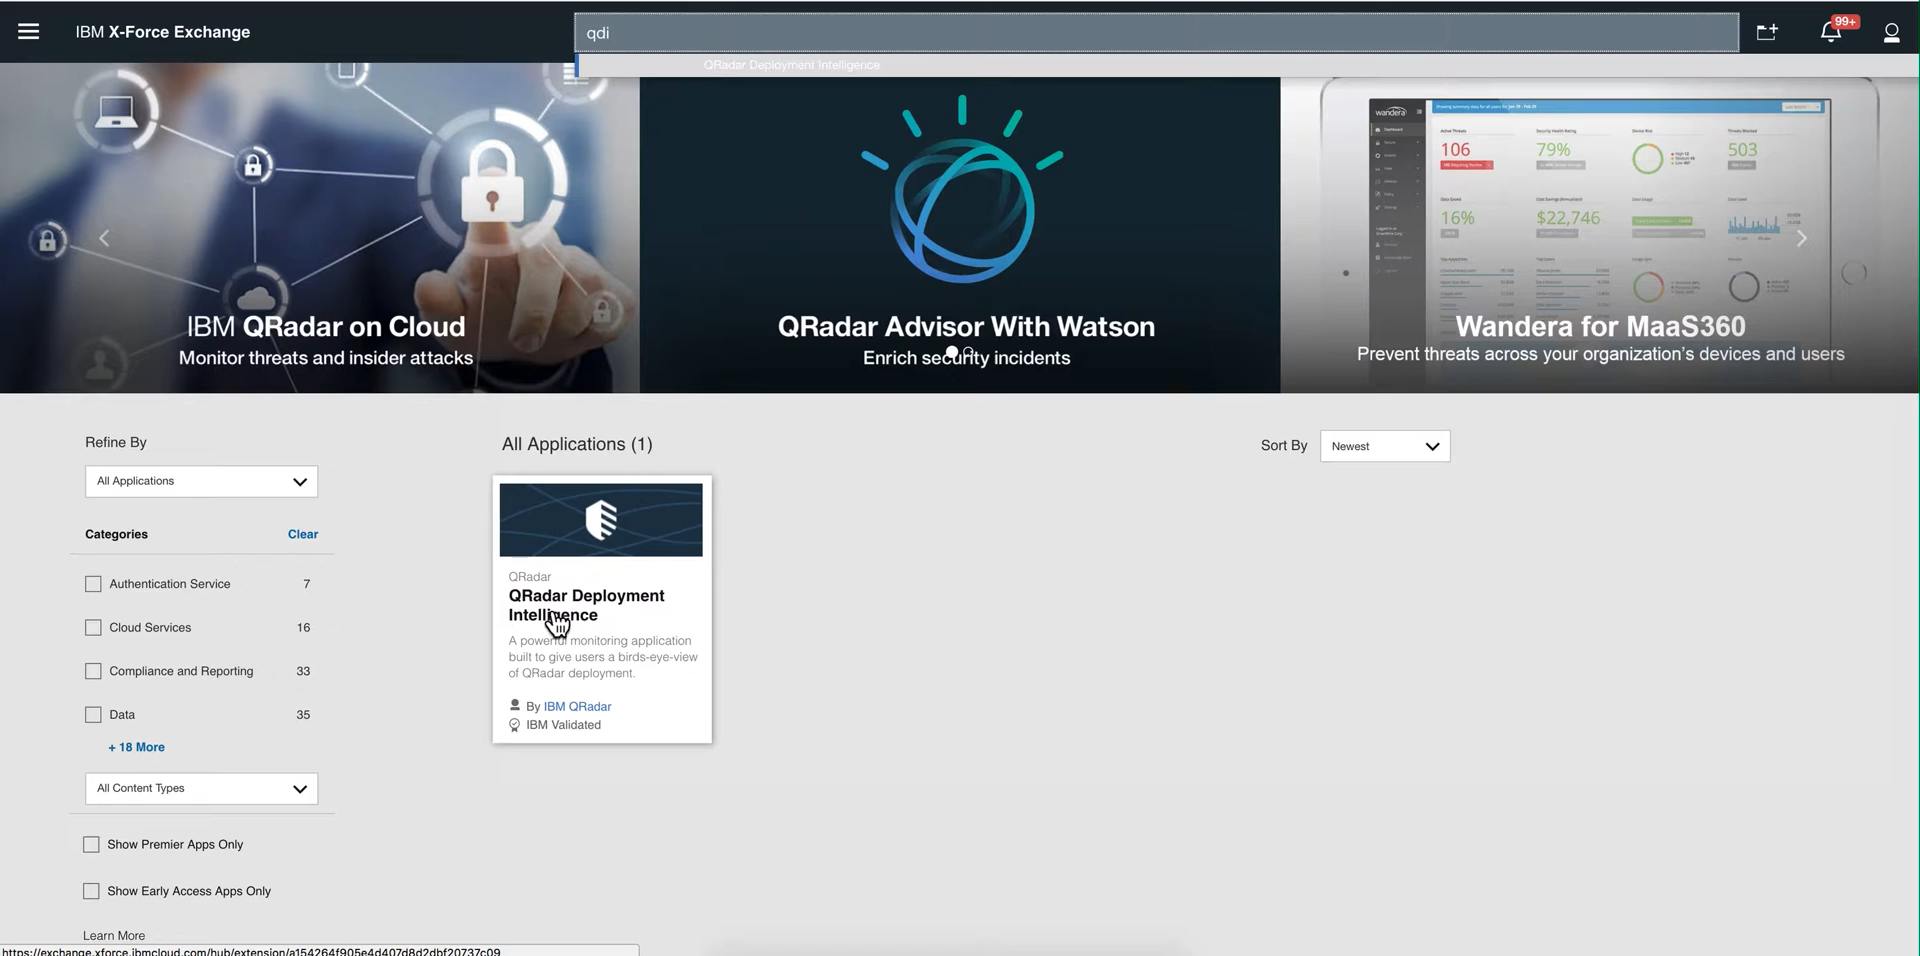 IBM X-Force Exchange
qdi
99+
QRadar Deployment Intelligence
IBM QRadar on Cloud
Monitor threats and insider attacks
QRadar Advisor With Watson
Enrich security incidents
wandera
106
79%
503
16%
$22,746
Wandera for MaaS360
Prevent threats across your organization's devices and users
Refine By
All Applications
Categories
Clear
Authentication Service 7
Cloud Services 16
Compliance and Reporting 33
Data 35
+ 18 More
All Content Types
Show Premier Apps Only
Show Early Access Apps Only
Learn More
All Applications (1)
Sort By
Newest
QRadar
QRadar Deployment
Intelligence
A powerful monitoring application
built to give users a birds-eye-view
of QRadar deployment.
By IBM QRadar
IBM Validated
https://exchange.xforce.ibmcloud.com/hub/extension/a154264f905e4d407d8d2dbf20737c09